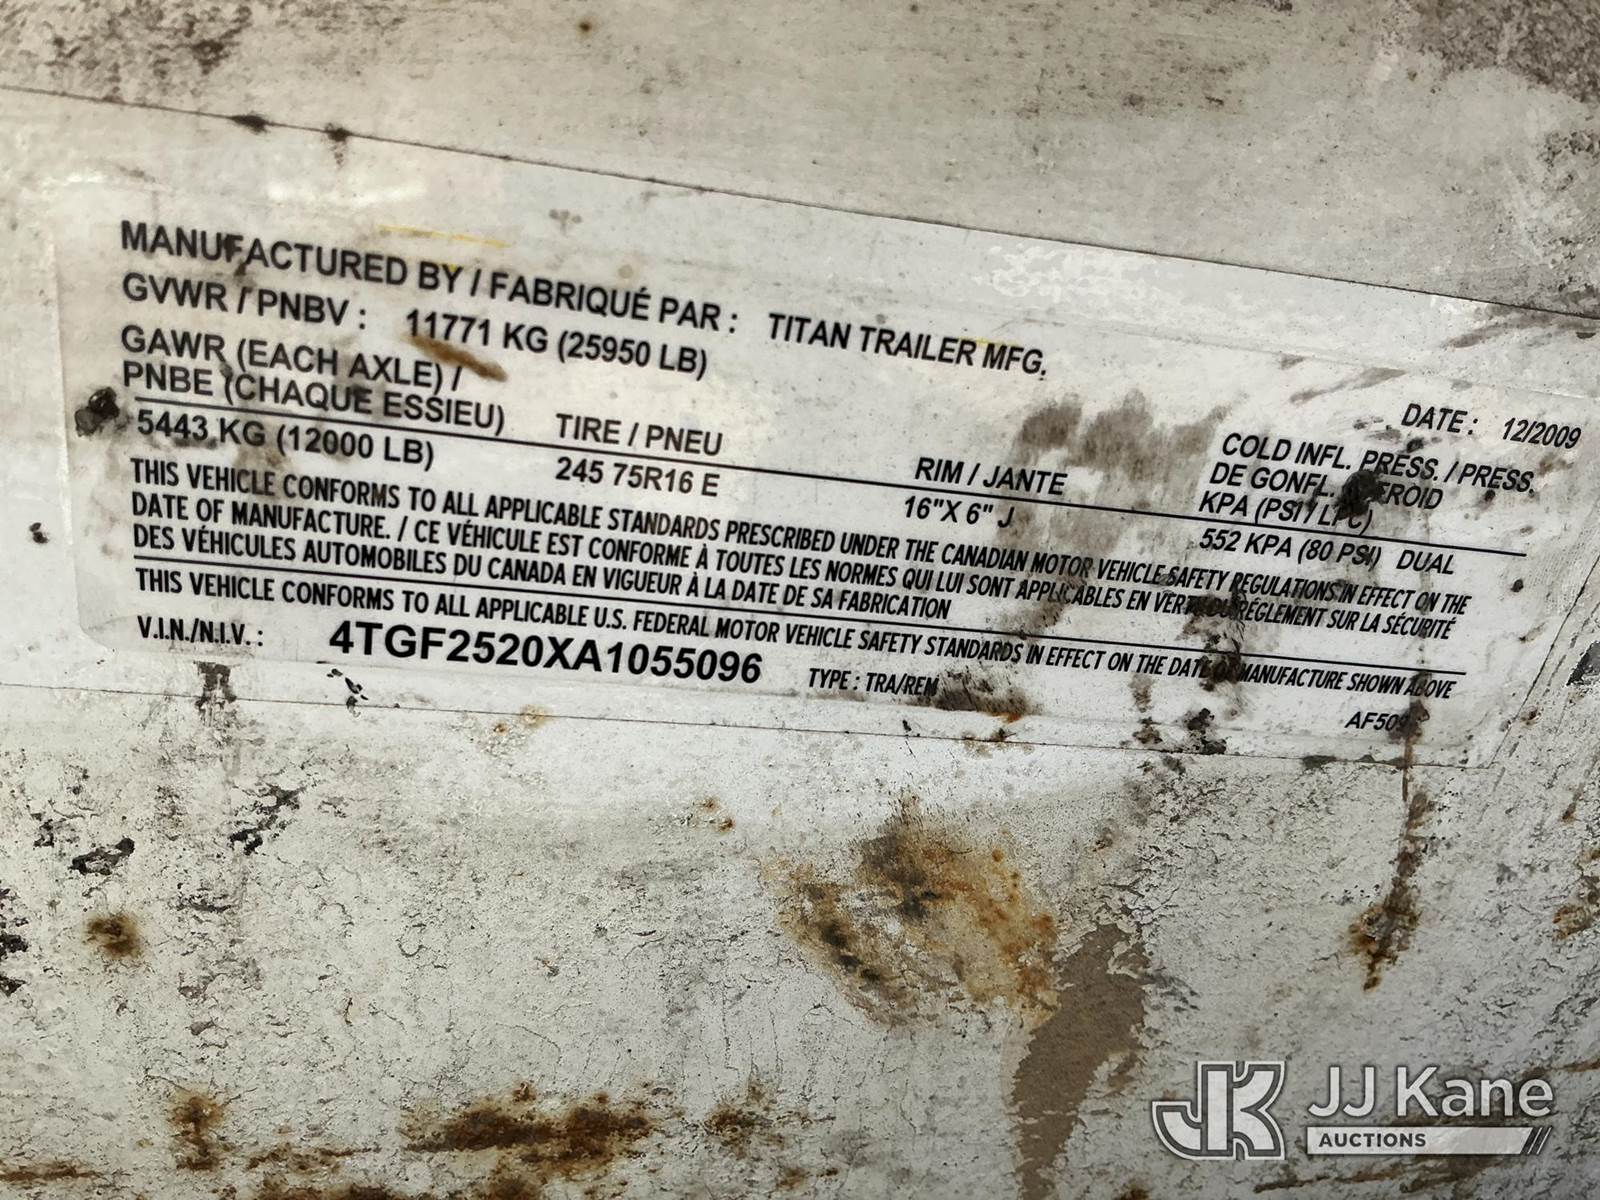 MANUFACTURED BY / FABRIQUÉ PAR : TITAN TRAILER MFG.
GVWR / PNBV : 11771 KG (25950 LB)
DATE : 12/2009
GAWR (EACH AXLE) /
PNBE (CHAQUE ESSIEU) TIRE / PNEU RIM / JANTE
COLD INFL. PRESS. / PRESS.
DE GONFL.
KPA (PSI / LPC)
5443 KG (12000 LB) 245 75R16 E 16"X 6" J 552 KPA (80 PSI) DUAL
THIS VEHICLE CONFORMS TO ALL APPLICABLE STANDARDS PRESCRIBED UNDER THE CANADIAN MOTOR VEHICLE SAFETY REGULATIONS IN EFFECT ON THE
DATE OF MANUFACTURE. / CE VÉHICULE EST CONFORME À TOUTES LES NORMES QUI LUI SONT APPLICABLES EN VERTU DU RÉGLEMENT SUR LA SÉCURITÉ
DES VÉHICULES AUTOMOBILES DU CANADA EN VIGUEUR À LA DATE DE SA FABRICATION
THIS VEHICLE CONFORMS TO ALL APPLICABLE U.S. FEDERAL MOTOR VEHICLE SAFETY STANDARDS IN EFFECT ON THE DATE OF MANUFACTURE SHOWN ABOVE
V.I.N./N.I.V. : 4TGF2520XA1055096 TYPE : TRA/REM
JJ Kane
AUCTIONS